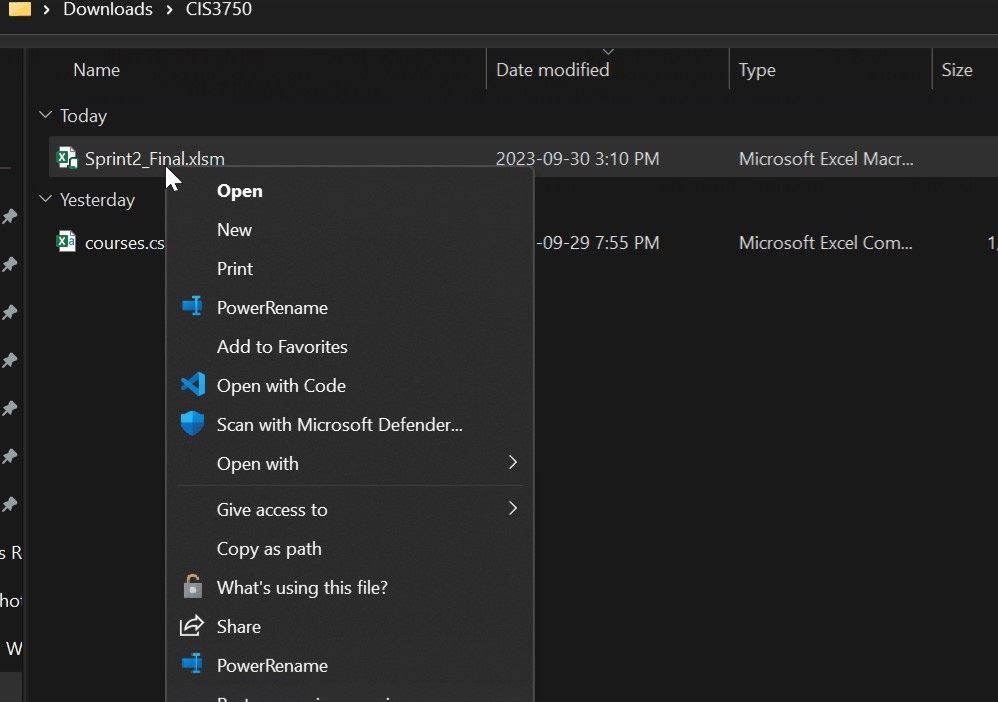 Downloads > CIS3750
Name Date modified Type Size
Today
Sprint2_Final.xlsm 2023-09-30 3:10 PM Microsoft Excel Macr...
Yesterday
courses.cs -09-29 7:55 PM Microsoft Excel Com... 1,
Open
New
Print
PowerRename
Add to Favorites
Open with Code
Scan with Microsoft Defender...
Open with
Give access to
Copy as path
What's using this file?
Share
PowerRename
s R
W